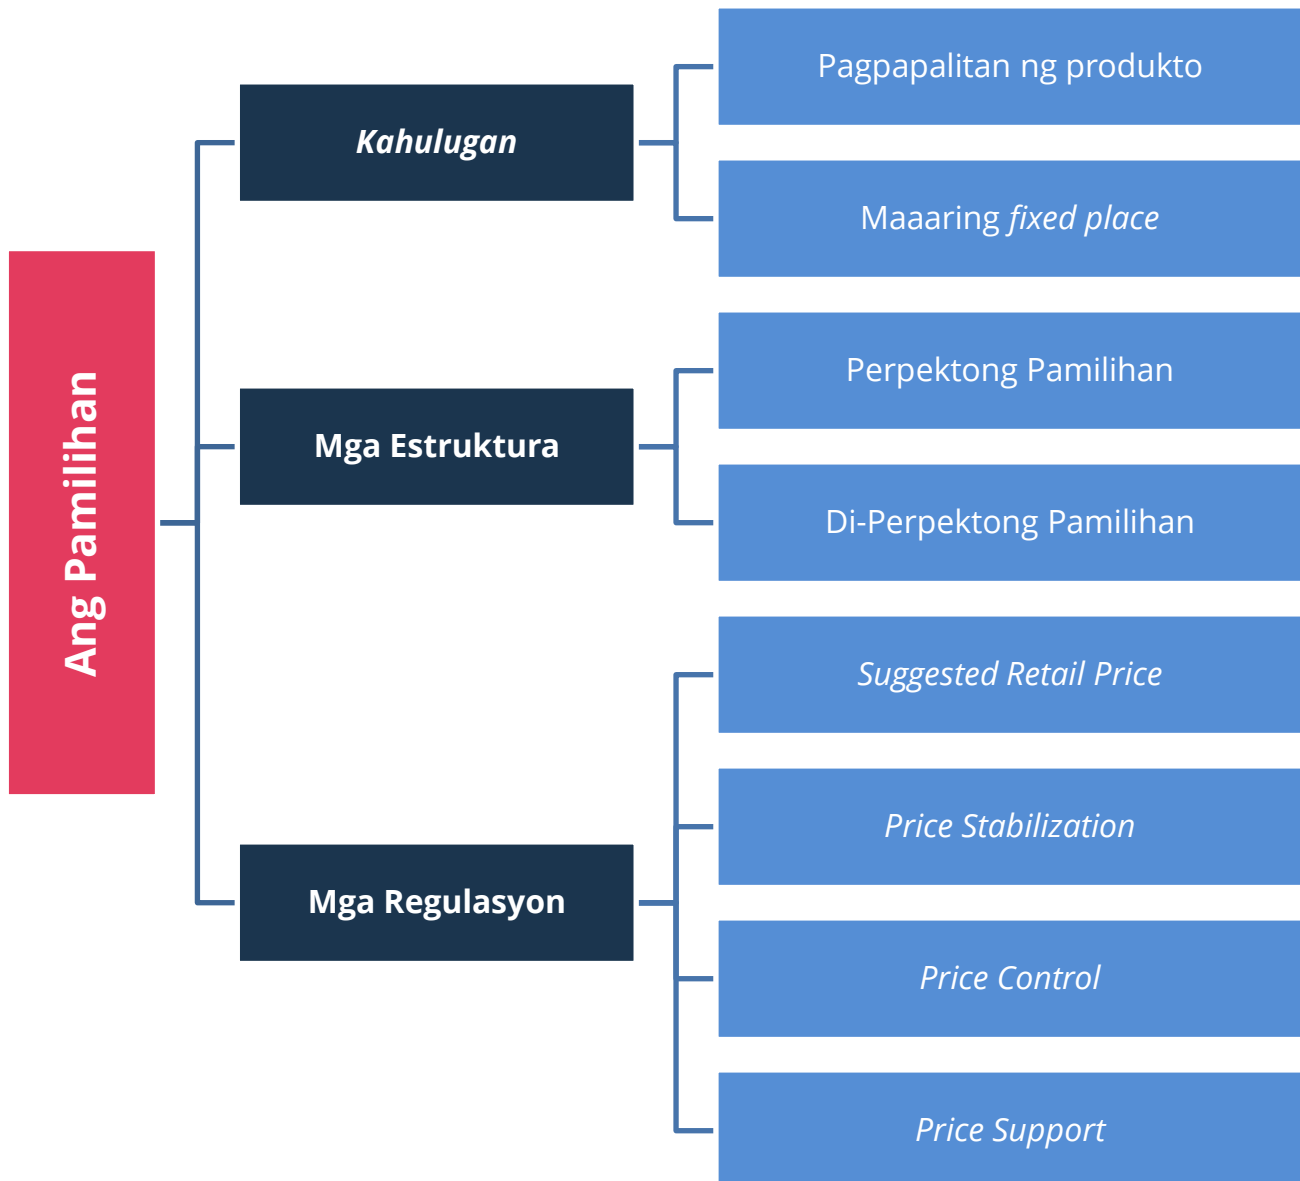 Ang Pamilihan
Kahulugan
Pagpapalitan ng produkto
Maaaring fixed place
Mga Estruktura
Perpektong Pamilihan
Di-Perpektong Pamilihan
Mga Regulasyon
Suggested Retail Price
Price Stabilization
Price Control
Price Support